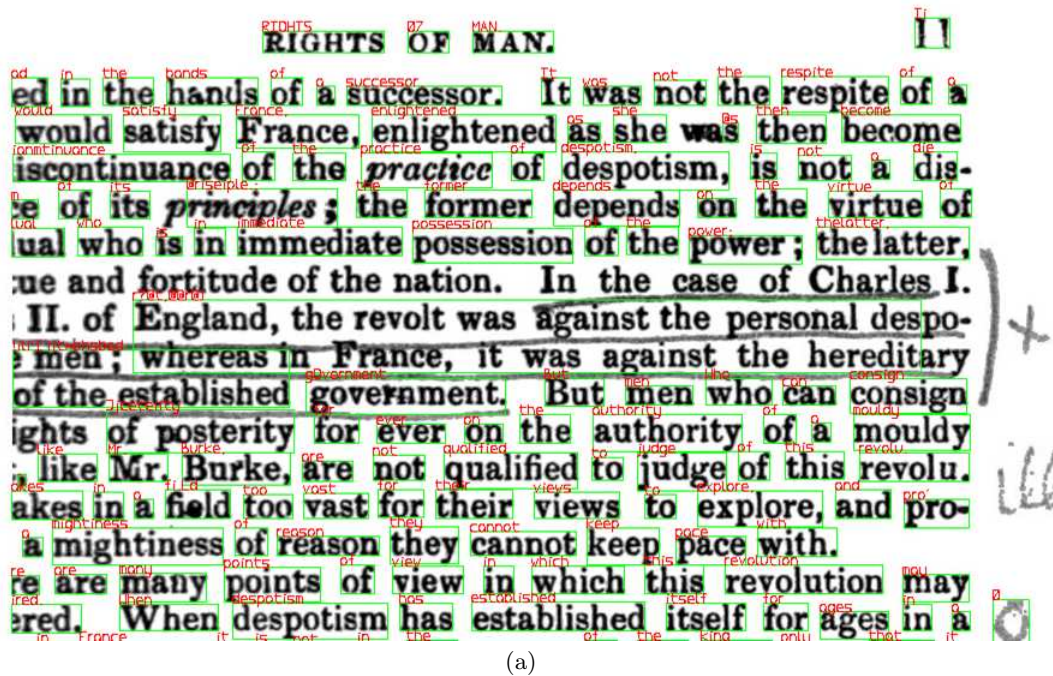 RIGHTS OF MAN. 11
ed in the hands of a successor. It was not the respite of a
would satisfy France, enlightened as she was then become
iscontinuance of the practice of despotism, is not a dis-
e of its principles; the former depends on the virtue of
ual who is in immediate possession of the power; the latter,
ue and fortitude of the nation. In the case of Charles I.
II. of England, the revolt was against the personal despo-
e men; whereas in France, it was against the hereditary
of the established government. But men who can consign
ights of posterity for ever on the authority of a mouldy
, like Mr. Burke, are not qualified to judge of this revolu.
akes in a field too vast for their views to explore, and pro-
a mightiness of reason they cannot keep pace with.
e are many points of view in which this revolution may
ered. When despotism has established itself for ages in a
(a)